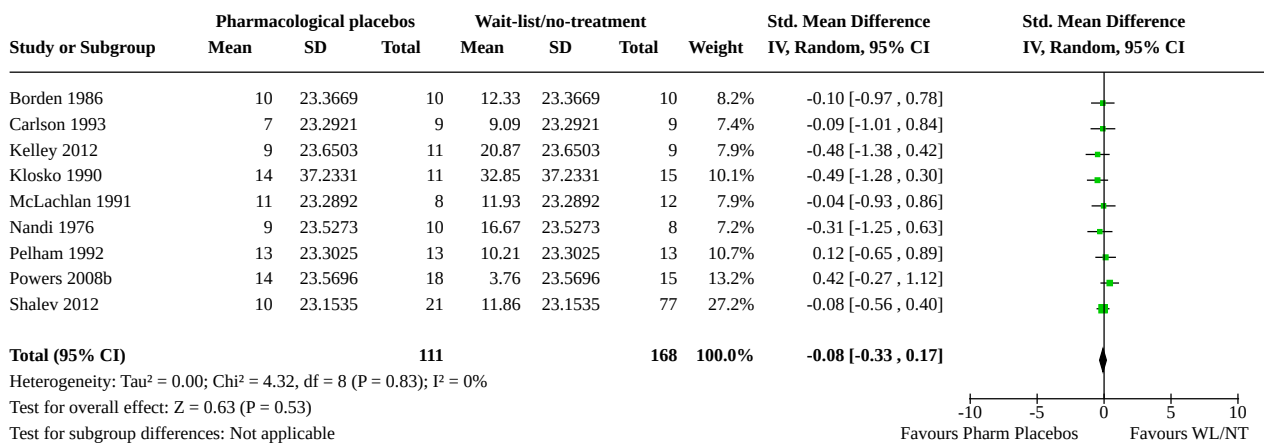 Pharmacological placebos Wait-list/no-treatment Std. Mean Difference Std. Mean Difference
Study or Subgroup Mean SD Total Mean SD Total Weight IV, Random, 95% CI IV, Random, 95% CI
Borden 1986 10 23.3669 10 12.33 23.3669 10 8.2% -0.10 [-0.97 , 0.78]
Carlson 1993 7 23.2921 9 9.09 23.2921 9 7.4% -0.09 [-1.01 , 0.84]
Kelley 2012 9 23.6503 11 20.87 23.6503 9 7.9% -0.48 [-1.38 , 0.42]
Klosko 1990 14 37.2331 11 32.85 37.2331 15 10.1% -0.49 [-1.28 , 0.30]
McLachlan 1991 11 23.2892 8 11.93 23.2892 12 7.9% -0.04 [-0.93 , 0.86]
Nandi 1976 9 23.5273 10 16.67 23.5273 8 7.2% -0.31 [-1.25 , 0.63]
Pelham 1992 13 23.3025 13 10.21 23.3025 13 10.7% 0.12 [-0.65 , 0.89]
Powers 2008b 14 23.5696 18 3.76 23.5696 15 13.2% 0.42 [-0.27 , 1.12]
Shalev 2012 10 23.1535 21 11.86 23.1535 77 27.2% -0.08 [-0.56 , 0.40]
Total (95% CI) 111 168 100.0% -0.08 [-0.33 , 0.17]
Heterogeneity: Tau² = 0.00; Chi² = 4.32, df = 8 (P = 0.83); I² = 0%
Test for overall effect: Z = 0.63 (P = 0.53)
Test for subgroup differences: Not applicable
-10 -5 0 5 10
Favours Pharm Placebos Favours WL/NT